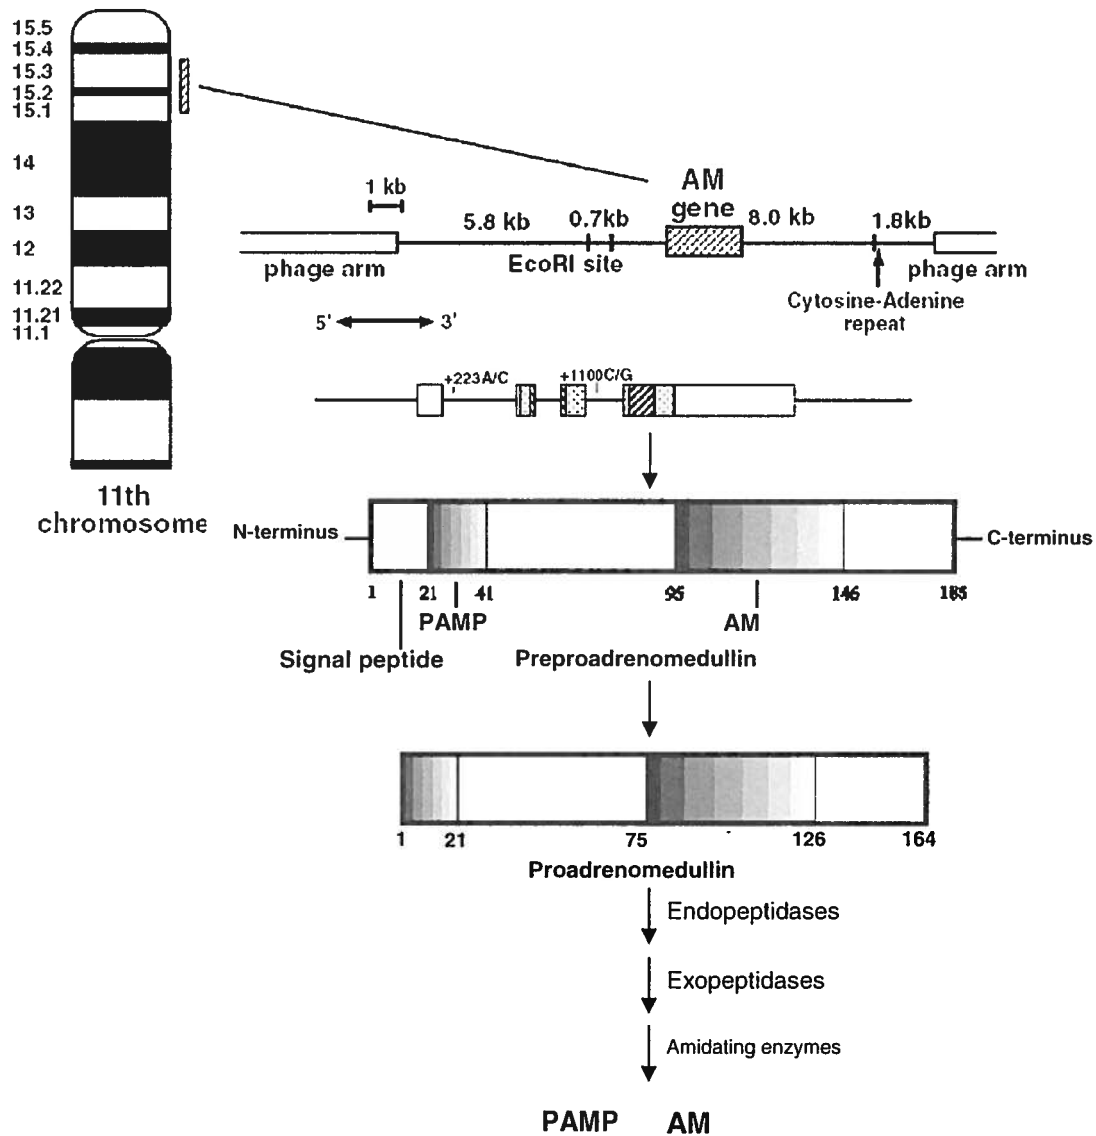 15.5
15.4
15.3
15.2
15.1
14
13
12
11.22
11.21
11.1
11th
chromosome
AM
gene
1 kb
5.8 kb
0.7kb
8.0 kb
1.8kb
phage arm
EcoRI site
phage arm
Cytosine-Adenine
repeat
5' 3'
+223A/C
+1100C/G
N-terminus
C-terminus
1 21 41 95 146 185
PAMP
AM
Signal peptide
Preproadrenomedullin
1 21 75 126 164
Proadrenomedullin
Endopeptidases
Exopeptidases
Amidating enzymes
PAMP AM